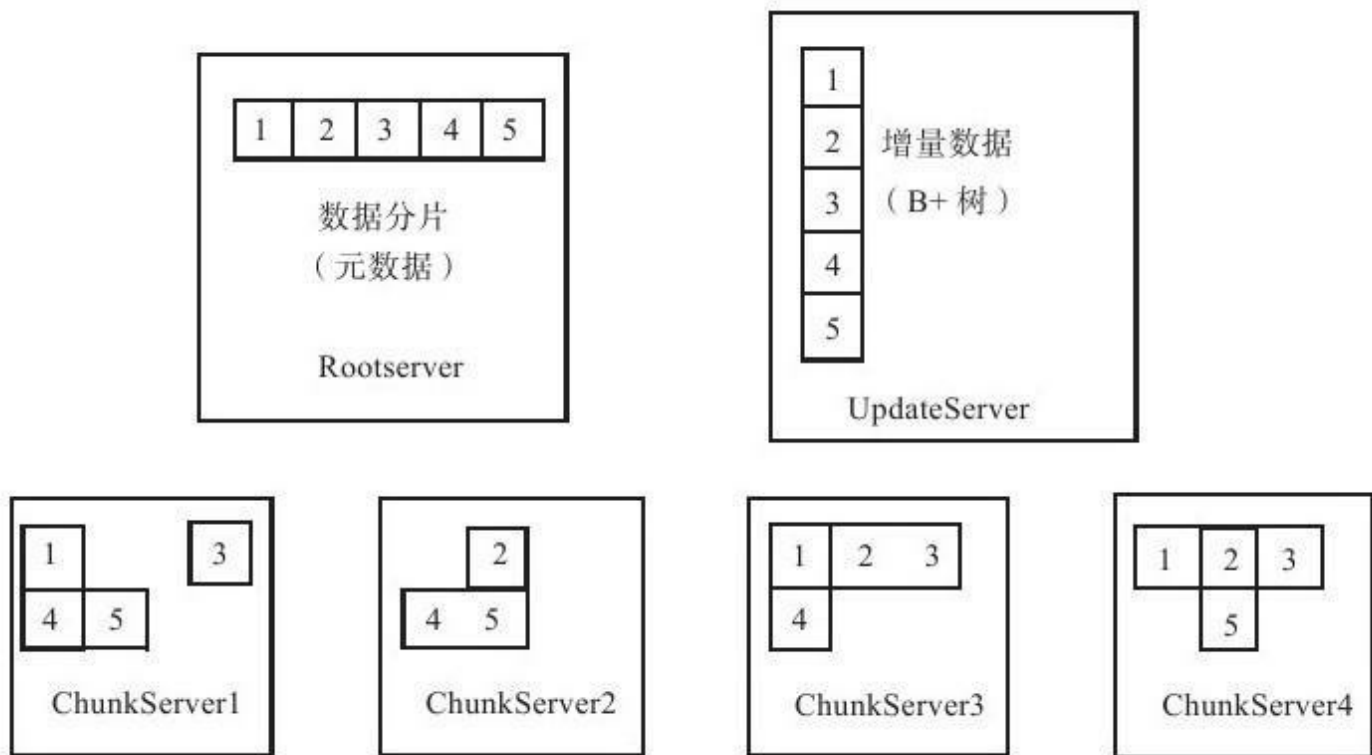 1 2 3 4 5
数据分片
（元数据）
Rootserver
1
2
3
4
5
增量数据
（B+ 树）
UpdateServer
1 3
4 5
ChunkServer1
2
4 5
ChunkServer2
1 2 3
4
ChunkServer3
1 2 3
5
ChunkServer4